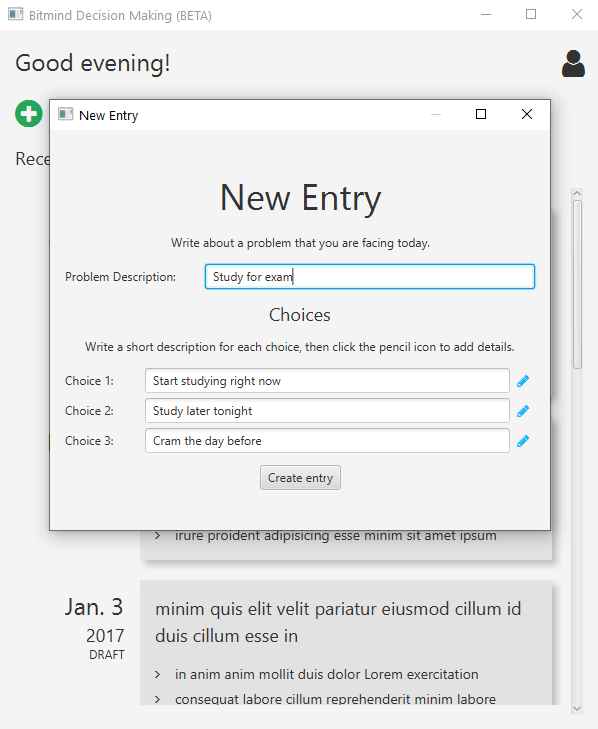 Bitmind Decision Making (BETA)
Good evening!
New Entry
Rece
New Entry
Write about a problem that you are facing today.
Problem Description: Study for exam
Choices
Write a short description for each choice, then click the pencil icon to add details.
Choice 1: Start studying right now
Choice 2: Study later tonight
Choice 3: Cram the day before
Create entry
irure proident adipisicing esse minim sit amet ipsum
Jan. 3
2017
DRAFT
minim quis elit velit pariatur eiusmod cillum id
duis cillum esse in
in anim anim mollit duis dolor Lorem exercitation
consequat labore cillum reprehenderit minim labore